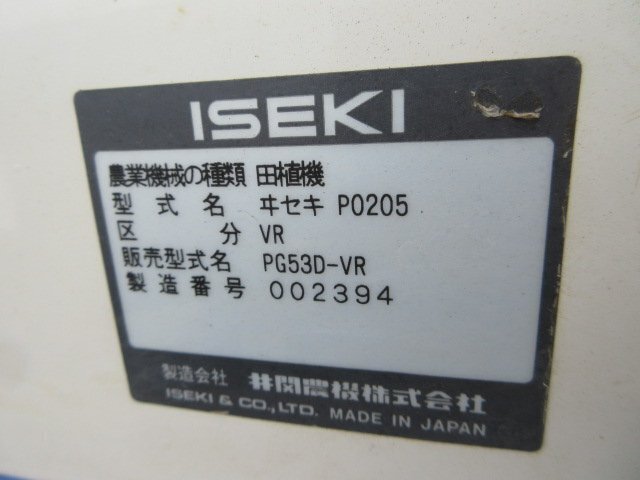 ISEKI
農業機械の種類 田植機
型式名 ヰセキ P0205
区分 VR
販売型式名 PG53D-VR
製造番号 002394
製造会社 井関農機株式会社
ISEKI & CO.,LTD. MADE IN JAPAN